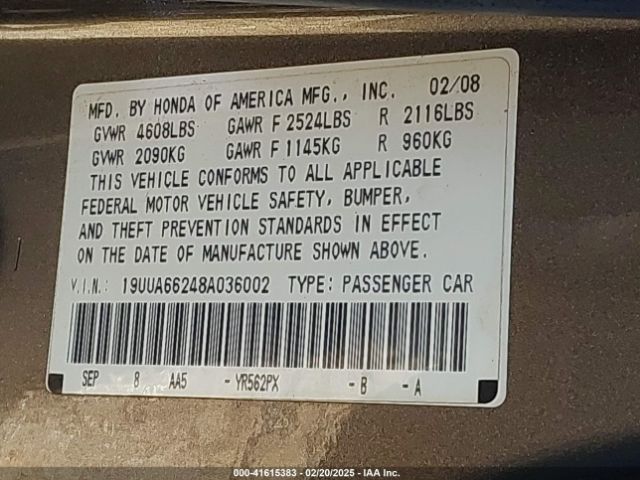 MFD. BY HONDA OF AMERICA MFG., INC. 02/08
GVWR 4608LBS GAWR F 2524LBS R 2116LBS
GVWR 2090KG GAWR F 1145KG R 960KG
THIS VEHICLE CONFORMS TO ALL APPLICABLE
FEDERAL MOTOR VEHICLE SAFETY, BUMPER,
AND THEFT PREVENTION STANDARDS IN EFFECT
ON THE DATE OF MANUFACTURE SHOWN ABOVE.
V.I.N.: 19UUA66248A036002 TYPE: PASSENGER CAR
SEP 8 AA5 -YR562PX -B -A
000-41615383 - 02/20/2025 - IAA Inc.